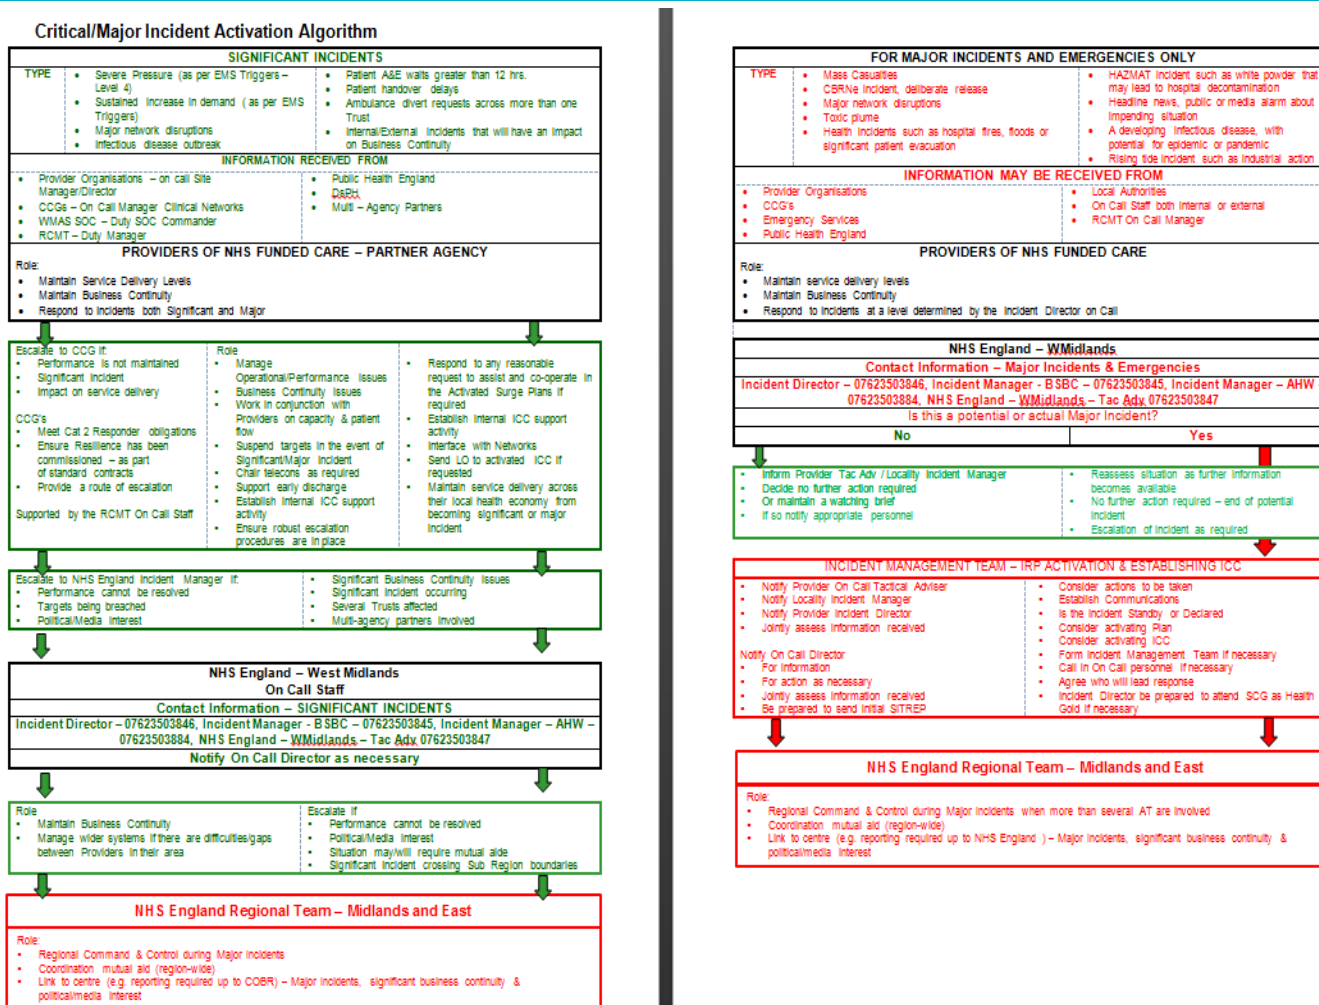 Critical/Major Incident Activation Algorithm
SIGNIFICANT INCIDENTS
TYPE
• Severe Pressure (as per EMS Triggers –
Level 4)
• Sustained increase in demand ( as per EMS
Triggers)
• Major network disruptions
• Infectious disease outbreak
• Patient A&E waits greater than 12 hrs.
• Patient handover delays
• Ambulance divert requests across more than one
Trust
• Internal/External incidents that will have an impact
on Business Continuity
INFORMATION RECEIVED FROM
• Provider Organisations – on call Site
Manager/Director
• CCGs – On Call Manager Clinical Networks
• WMAS SOC – Duty SOC Commander
• RCMT – Duty Manager
• Public Health England
• DsPH
• Multi – Agency Partners
PROVIDERS OF NHS FUNDED CARE – PARTNER AGENCY
Role:
• Maintain Service Delivery Levels
• Maintain Business Continuity
• Respond to incidents both Significant and Major
Escalate to CCG if:
• Performance is not maintained
• Significant incident
• Impact on service delivery
CCG's
• Meet Cat 2 Responder obligations
• Ensure Resilience has been
commissioned – as part
of standard contracts
• Provide a route of escalation
Supported by the RCMT On Call Staff
Role
• Manage
Operational/Performance issues
• Business Continuity issues
• Work in conjunction with
Providers on capacity & patient
flow
• Suspend targets in the event of
Significant/Major incident
• Chair telecons as required
• Support early discharge
• Establish internal ICC support
activity
• Ensure robust escalation
procedures are in place
• Respond to any reasonable
request to assist and co-operate in
the Activated Surge Plans if
required
• Establish internal ICC support
activity
• Interface with Networks
• Send LO to activated ICC if
requested
• Maintain service delivery across
their local health economy from
becoming significant or major
incident
Escalate to NHS England Incident Manager if:
• Performance cannot be resolved
• Targets being breached
• Political/Media interest
• Significant Business Continuity issues
• Significant incident occurring
• Several Trusts affected
• Multi-agency partners involved
NHS England – West Midlands
On Call Staff
Contact Information – SIGNIFICANT INCIDENTS
Incident Director – 07623503846, Incident Manager - BSBC – 07623503845, Incident Manager – AHW –
07623503884, NHS England – WMidlands – Tac Adv 07623503847
Notify On Call Director as necessary
Role
• Maintain Business Continuity
• Manage wider systems if there are difficulties/gaps
between Providers in their area
Escalate if
• Performance cannot be resolved
• Political/Media interest
• Situation may/will require mutual aide
• Significant incident crossing Sub Region boundaries
NHS England Regional Team – Midlands and East
Role:
• Regional Command & Control during Major incidents
• Coordination mutual aid (region-wide)
• Link to centre (e.g. reporting required up to COBR) – Major incidents, significant business continuity &
political/media interest
FOR MAJOR INCIDENTS AND EMERGENCIES ONLY
TYPE
• Mass Casualties
• CBRNe incident, deliberate release
• Major network disruptions
• Toxic plume
• Health incidents such as hospital fires, floods or
significant patient evacuation
• HAZMAT incident such as white powder that
may lead to hospital decontamination
• Headline news, public or media alarm about
impending situation
• A developing infectious disease, with
potential for epidemic or pandemic
• Rising tide incident such as industrial action
INFORMATION MAY BE RECEIVED FROM
• Provider Organisations
• CCG's
• Emergency Services
• Public Health England
• Local Authorities
• On Call Staff both internal or external
• RCMT On Call Manager
PROVIDERS OF NHS FUNDED CARE
Role:
• Maintain service delivery levels
• Maintain Business Continuity
• Respond to incidents at a level determined by the Incident Director on Call
NHS England – WMidlands
Contact Information – Major Incidents & Emergencies
Incident Director – 07623503846, Incident Manager - BSBC – 07623503845, Incident Manager – AHW -
07623503884, NHS England – WMidlands – Tac Adv 07623503847
Is this a potential or actual Major Incident?
No
Yes
• Inform Provider Tac Adv / Locality Incident Manager
• Decide no further action required
• Or maintain a watching brief
• If so notify appropriate personnel
• Reassess situation as further information
becomes available
• No further action required – end of potential
incident
• Escalation of incident as required
INCIDENT MANAGEMENT TEAM – IRP ACTIVATION & ESTABLISHING ICC
• Notify Provider On Call Tactical Adviser
• Notify Locality Incident Manager
• Notify Provider Incident Director
• Jointly assess information received
Notify On Call Director
• For information
• For action as necessary
• Jointly assess information received
• Be prepared to send initial SITREP
• Consider actions to be taken
• Establish Communications
• Is the incident Standby or Declared
• Consider activating Plan
• Consider activating ICC
• Form Incident Management Team if necessary
• Call in On Call personnel if necessary
• Agree who will lead response
• Incident Director be prepared to attend SCG as Health
Gold if necessary
NHS England Regional Team – Midlands and East
Role:
• Regional Command & Control during Major incidents when more than several AT are involved
• Coordination mutual aid (region-wide)
• Link to centre (e.g. reporting required up to NHS England ) – Major incidents, significant business continuity &
political/media interest